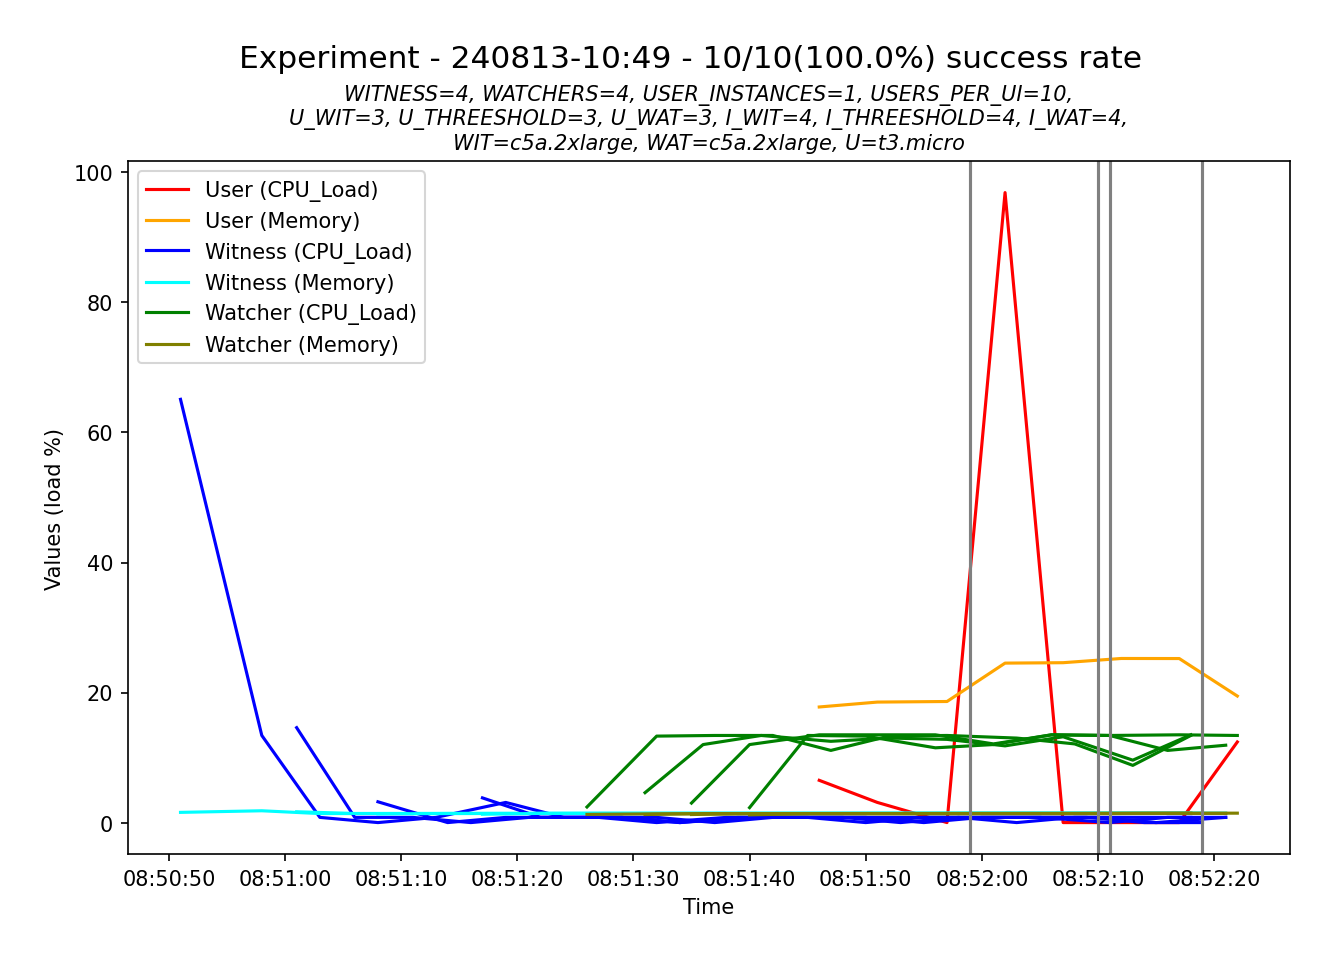 Experiment - 240813-10:49 - 10/10(100.0%) success rate
WITNESS=4, WATCHERS=4, USER_INSTANCES=1, USERS_PER_UI=10,
U_WIT=3, U_THREESHOLD=3, U_WAT=3, I_WIT=4, I_THREESHOLD=4, I_WAT=4,
WIT=c5a.2xlarge, WAT=c5a.2xlarge, U=t3.micro
100
80
60
40
20
0
Values (load %)
User (CPU_Load)
User (Memory)
Witness (CPU_Load)
Witness (Memory)
Watcher (CPU_Load)
Watcher (Memory)
08:50:50 08:51:00 08:51:10 08:51:20 08:51:30 08:51:40 08:51:50 08:52:00 08:52:10 08:52:20
Time